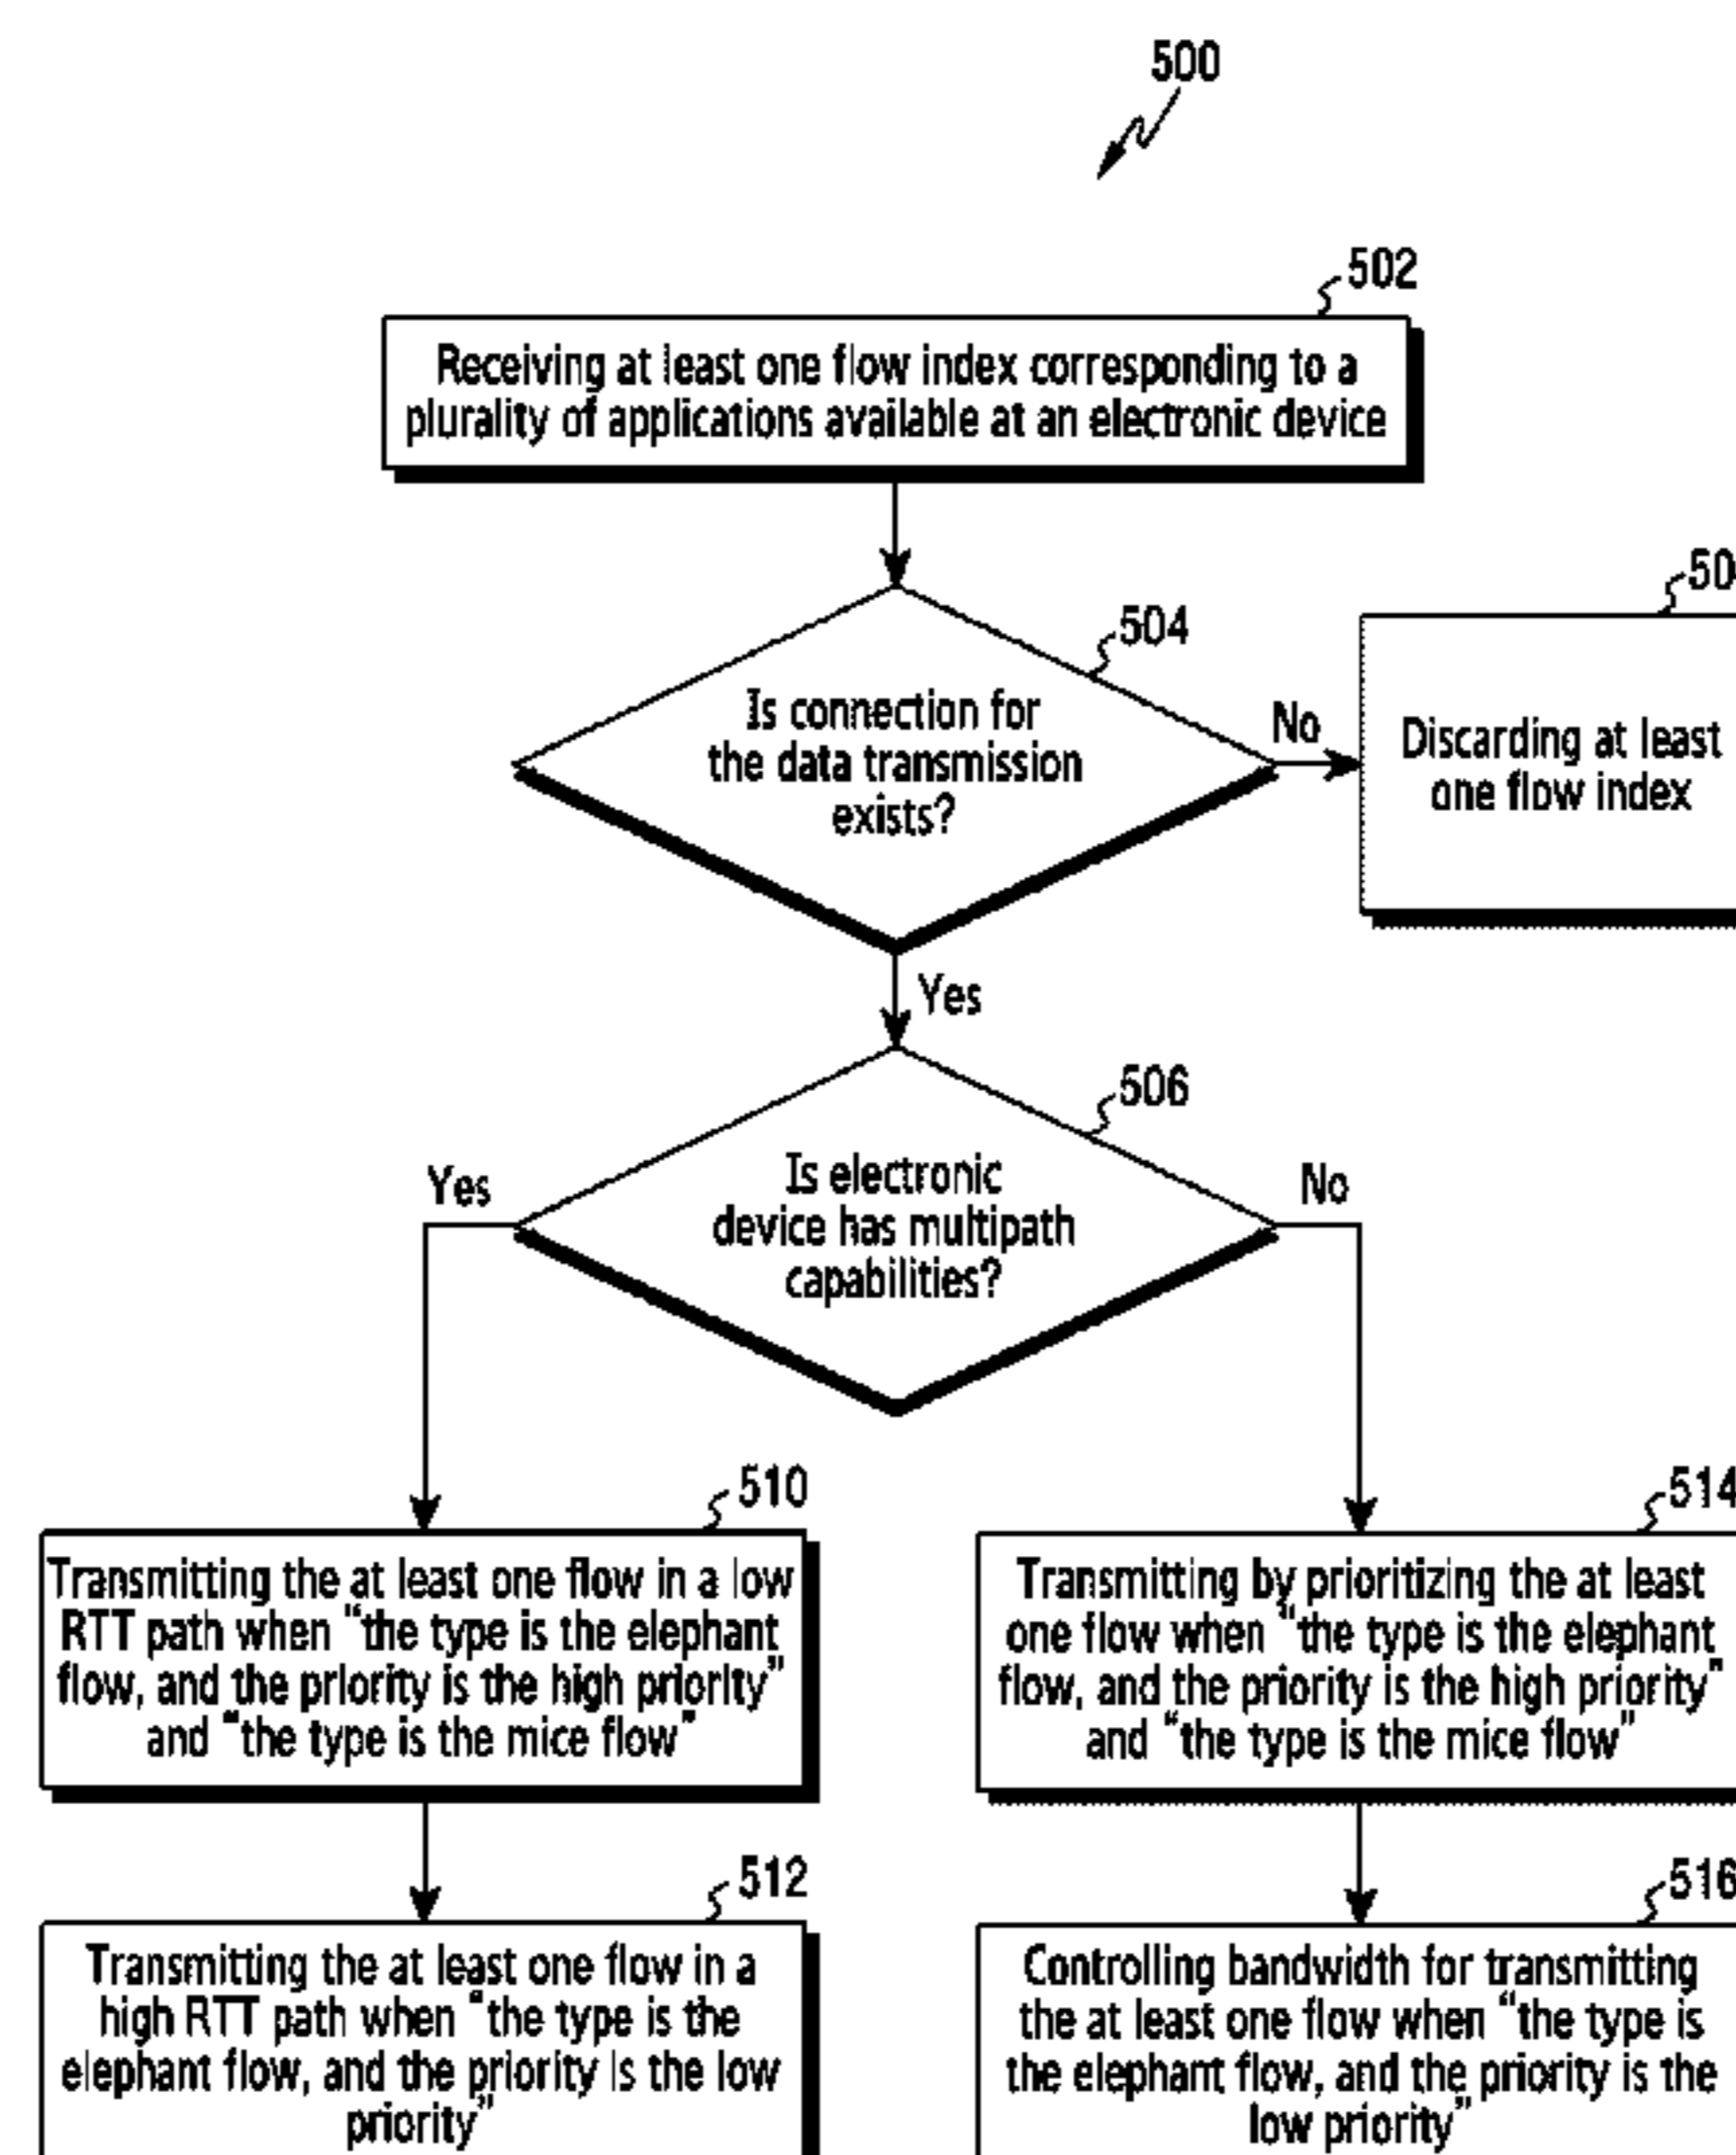 500
502
Receiving at least one flow index corresponding to a
plurality of applications available at an electronic device
504
Is connection for
the data transmission
exists?
No
Discarding at least
one flow index
Yes
506
Is electronic
device has multipath
capabilities?
Yes
No
510
Transmitting the at least one flow in a low
RTT path when "the type is the elephant
flow, and the priority is the high priority"
and "the type is the mice flow"
514
Transmitting by prioritizing the at least
one flow when "the type is the elephant
flow, and the priority is the high priority"
and "the type is the mice flow"
512
Transmitting the at least one flow in a
high RTT path when "the type is the
elephant flow, and the priority is the low
priority"
516
Controlling bandwidth for transmitting
the at least one flow when "the type is
the elephant flow, and the priority is the
low priority"